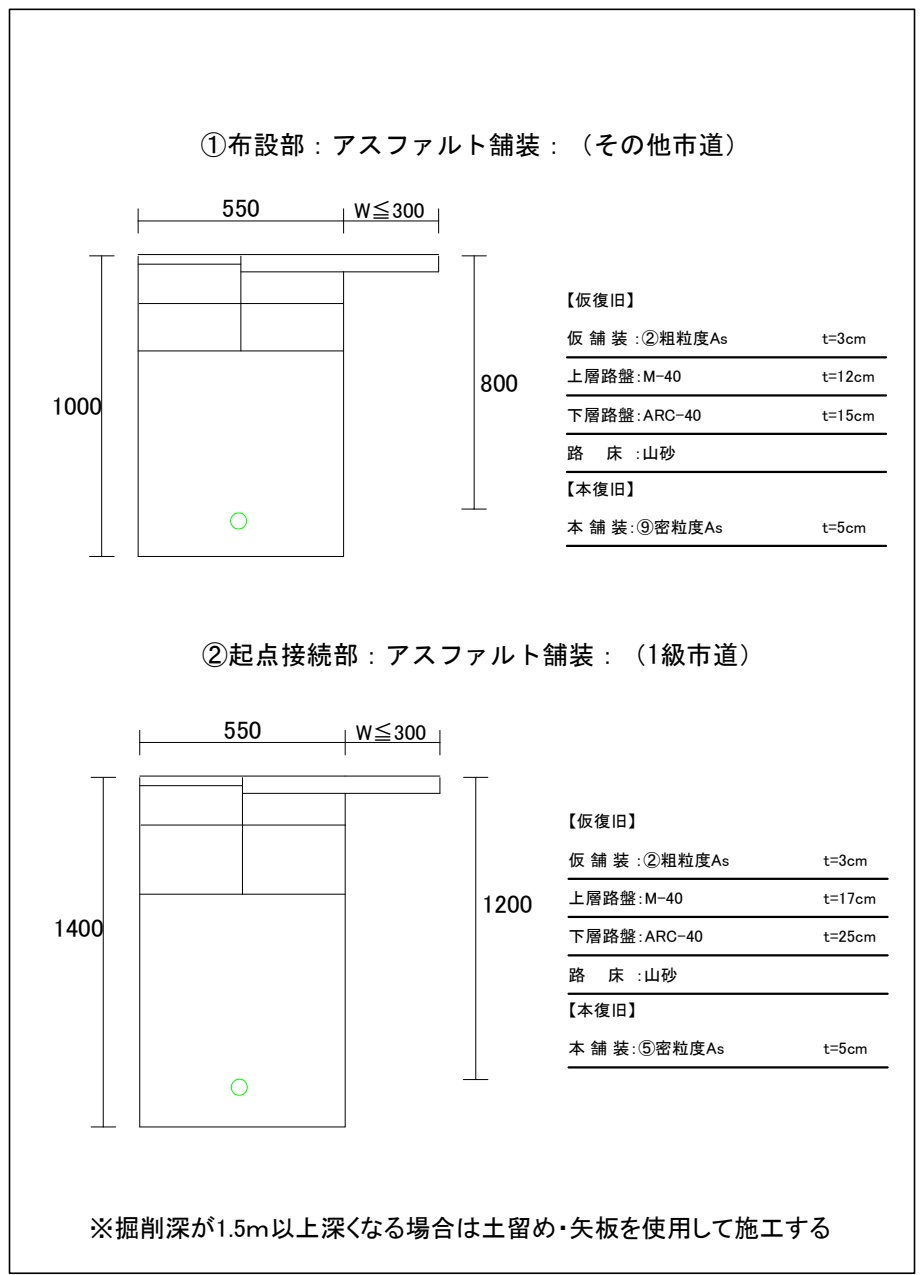 ①布設部：アスファルト舗装：（その他市道）
550
W≦300
1000
800
【仮復旧】
仮 舗 装 :②粗粒度As t=3cm
上層路盤:M-40 t=12cm
下層路盤:ARC-40 t=15cm
路 床 :山砂
【本復旧】
本 舗 装:⑨密粒度As t=5cm
②起点接続部：アスファルト舗装：（1級市道）
550
W≦300
1400
1200
【仮復旧】
仮 舗 装 :②粗粒度As t=3cm
上層路盤:M-40 t=17cm
下層路盤:ARC-40 t=25cm
路 床 :山砂
【本復旧】
本 舗 装:⑤密粒度As t=5cm
※掘削深が1.5m以上深くなる場合は土留め・矢板を使用して施工する